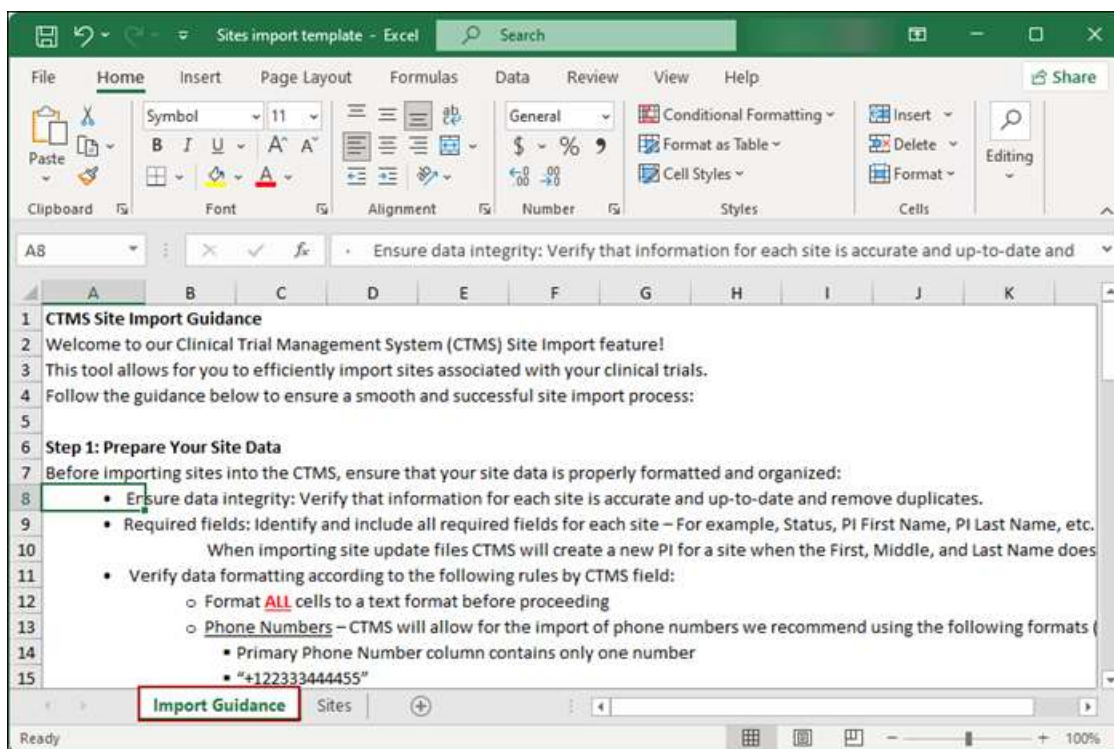 Sites import template - Excel
Search
File Home Insert Page Layout Formulas Data Review View Help Share
Paste
Symbol 11
B I U A A
General
$ % 9
Conditional Formatting
Format as Table
Cell Styles
Insert
Delete
Format
Editing
Clipboard Font Alignment Number Styles Cells
A8 fx · Ensure data integrity: Verify that information for each site is accurate and up-to-date and
A B C D E F G H I J K
1 CTMS Site Import Guidance
2 Welcome to our Clinical Trial Management System (CTMS) Site Import feature!
3 This tool allows for you to efficiently import sites associated with your clinical trials.
4 Follow the guidance below to ensure a smooth and successful site import process:
5
6 Step 1: Prepare Your Site Data
7 Before importing sites into the CTMS, ensure that your site data is properly formatted and organized:
8 • Ensure data integrity: Verify that information for each site is accurate and up-to-date and remove duplicates.
9 • Required fields: Identify and include all required fields for each site – For example, Status, PI First Name, PI Last Name, etc.
10 When importing site update files CTMS will create a new PI for a site when the First, Middle, and Last Name does
11 • Verify data formatting according to the following rules by CTMS field:
12 o Format ALL cells to a text format before proceeding
13 o Phone Numbers – CTMS will allow for the import of phone numbers we recommend using the following formats (
14 ▪ Primary Phone Number column contains only one number
15 ▪ "+122333444455"
Import Guidance Sites
Ready 100%